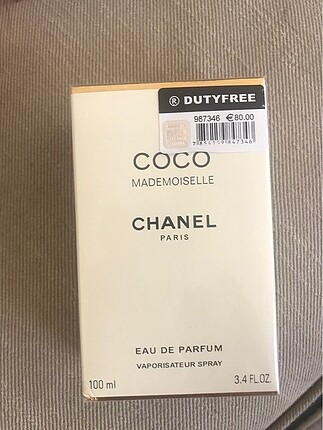 ® DUTYFREE
987346 €80.00
COCO
MADEMOISELLE
CHANEL
PARIS
EAU DE PARFUM
VAPORISATEUR SPRAY
100 ml 3.4 FL.OZ.